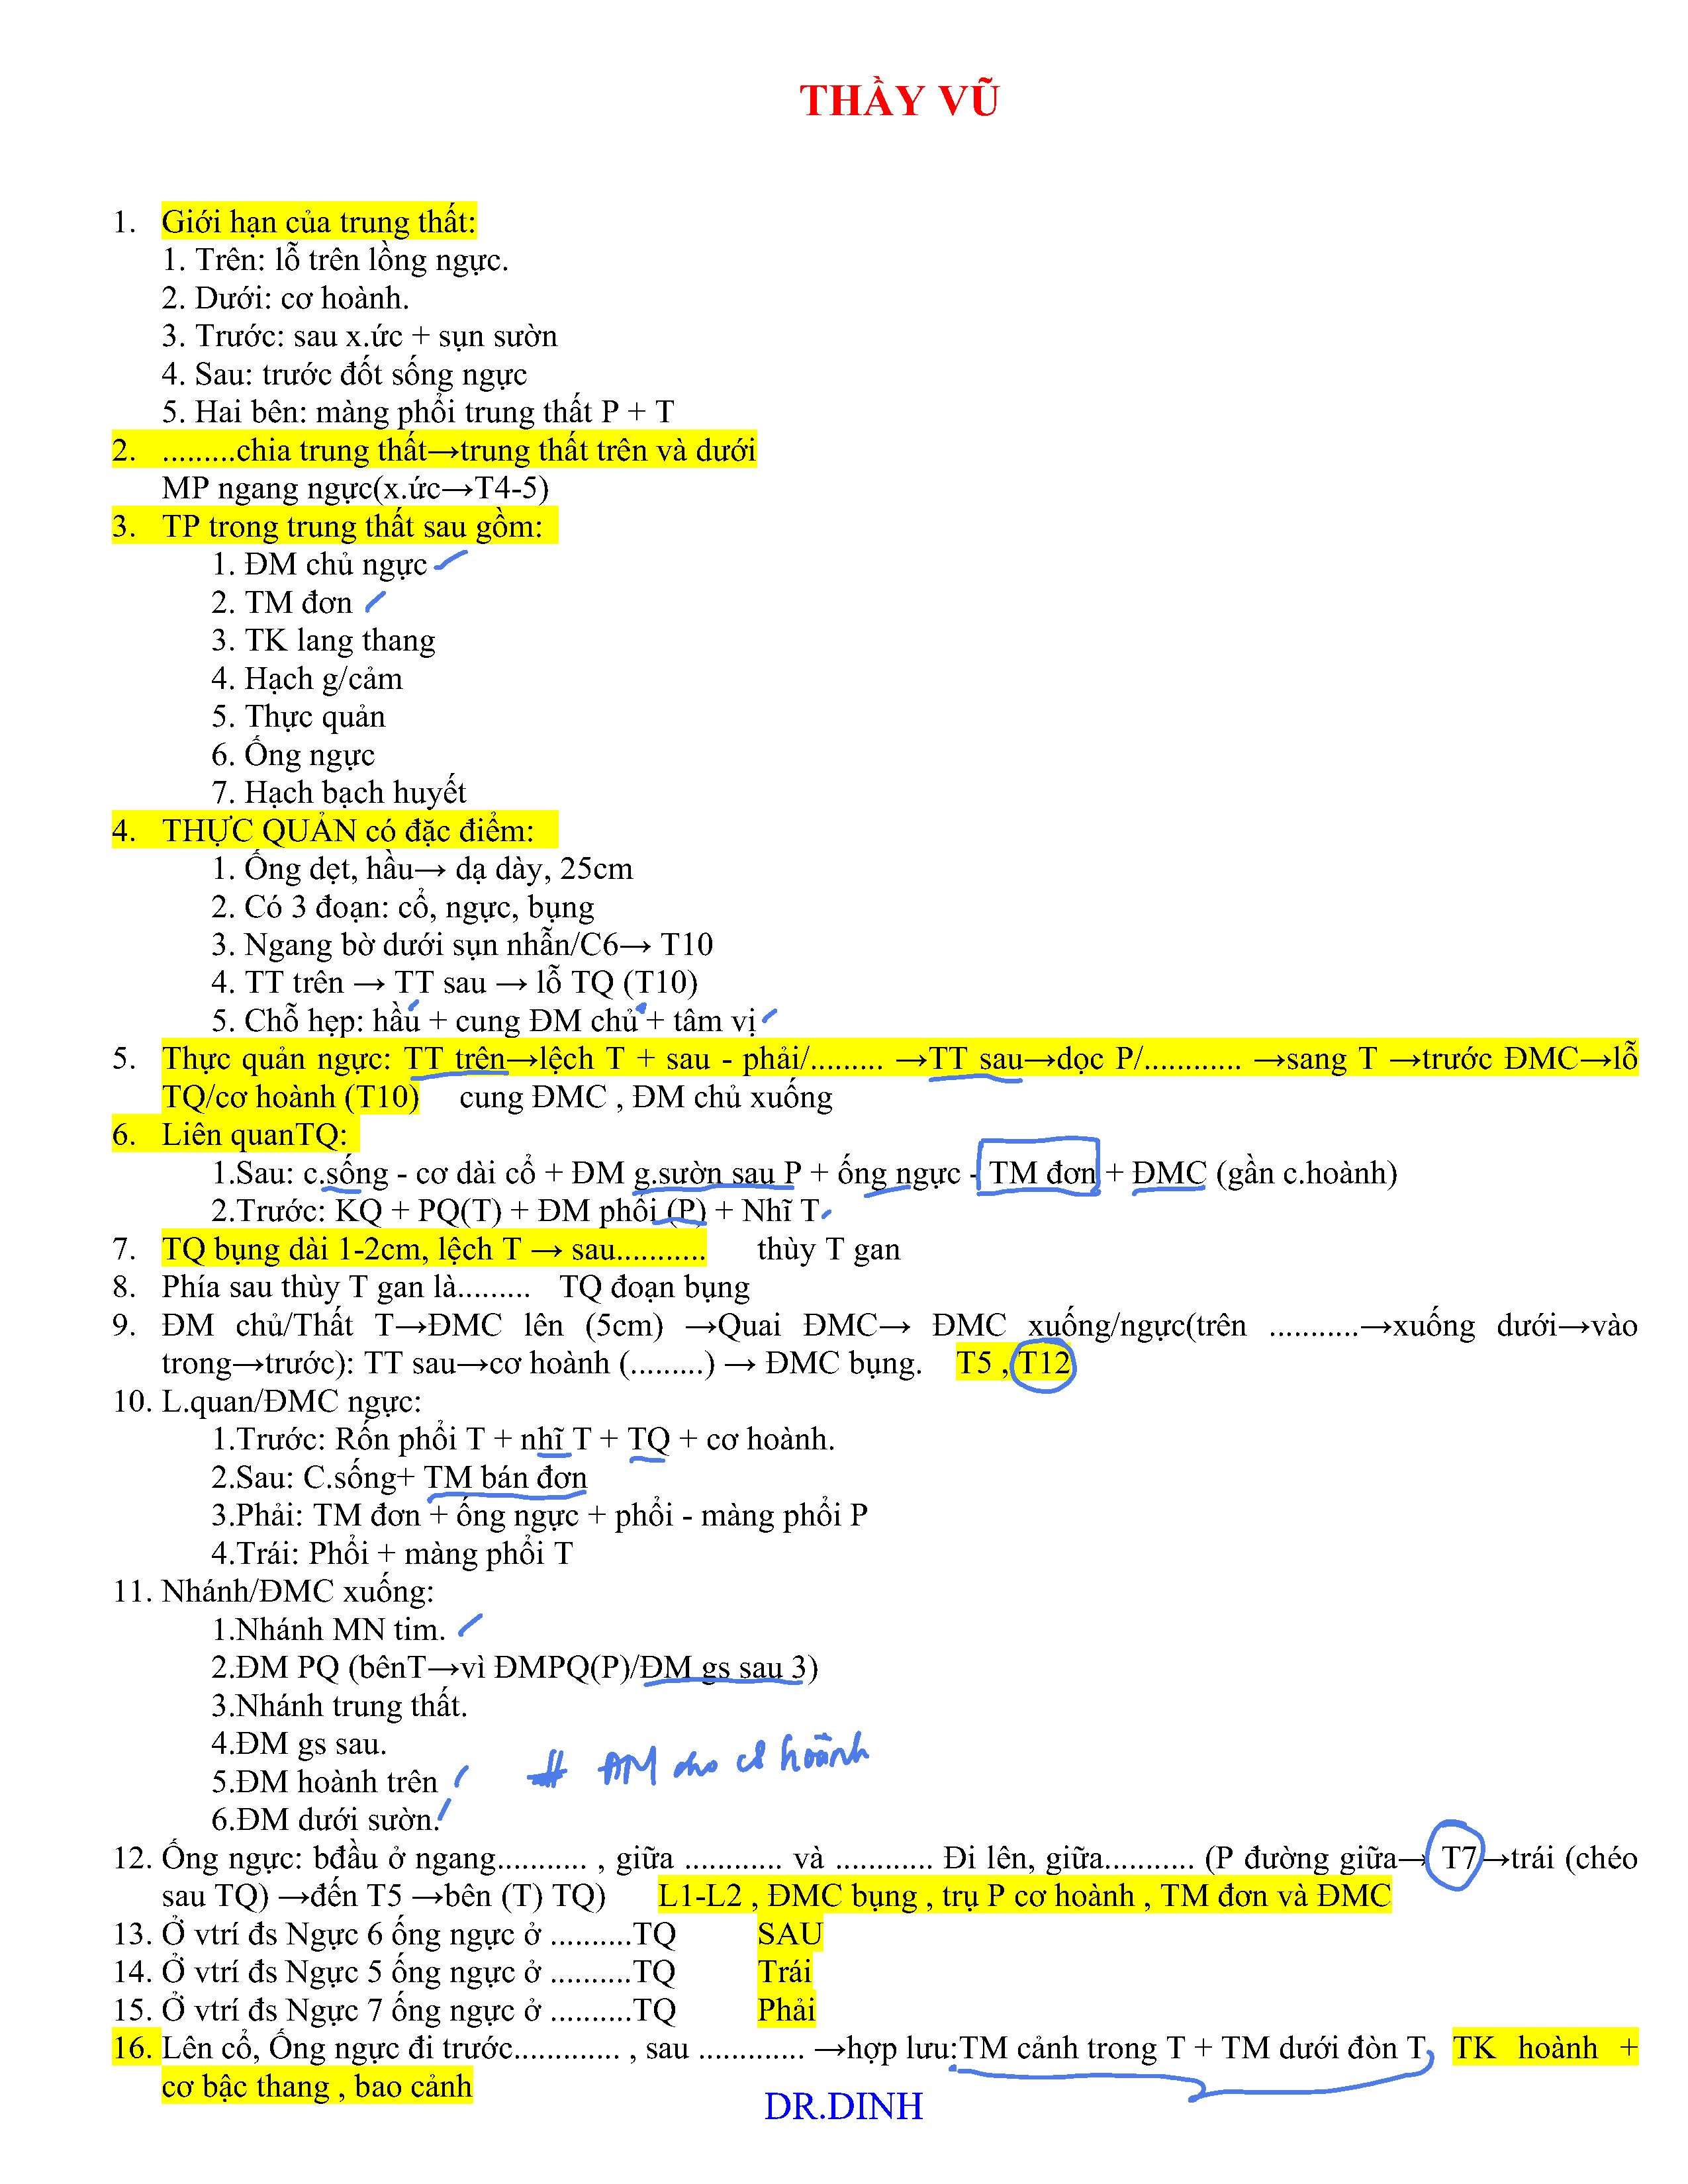 THẦY VŨ
1. Giới hạn của trung thất:
1. Trên: lỗ trên lồng ngực.
2. Dưới: cơ hoành.
3. Trước: sau x.ức + sụn sườn
4. Sau: trước đốt sống ngực
5. Hai bên: màng phổi trung thất P + T
2. .........chia trung thất→trung thất trên và dưới
MP ngang ngực(x.ức→T4-5)
3. TP trong trung thất sau gồm:
1. ĐM chủ ngực
2. TM đơn
3. TK lang thang
4. Hạch g/cảm
5. Thực quản
6. Ống ngực
7. Hạch bạch huyết
4. THỰC QUẢN có đặc điểm:
1. Ống dẹt, hầu→ dạ dày, 25cm
2. Có 3 đoạn: cổ, ngực, bụng
3. Ngang bờ dưới sụn nhẫn/C6→ T10
4. TT trên → TT sau → lỗ TQ (T10)
5. Chỗ hẹp: hầu + cung ĐM chủ + tâm vị
5. Thực quản ngực: TT trên→lệch T + sau - phải/......... →TT sau→dọc P/............ →sang T →trước ĐMC→lỗ
TQ/cơ hoành (T10) cung ĐMC , ĐM chủ xuống
6. Liên quanTQ:
1.Sau: c.sống - cơ dài cổ + ĐM g.sườn sau P + ống ngực - TM đơn + ĐMC (gần c.hoành)
2.Trước: KQ + PQ(T) + ĐM phổi (P) + Nhĩ T
7. TQ bụng dài 1-2cm, lệch T → sau........... thùy T gan
8. Phía sau thùy T gan là......... TQ đoạn bụng
9. ĐM chủ/Thất T→ĐMC lên (5cm) →Quai ĐMC→ ĐMC xuống/ngực(trên ...........→xuống dưới→vào
trong→trước): TT sau→cơ hoành (.........) → ĐMC bụng. T5 , T12
10. L.quan/ĐMC ngực:
1.Trước: Rốn phổi T + nhĩ T + TQ + cơ hoành.
2.Sau: C.sống+ TM bán đơn
3.Phải: TM đơn + ống ngực + phổi - màng phổi P
4.Trái: Phổi + màng phổi T
11. Nhánh/ĐMC xuống:
1.Nhánh MN tim.
2.ĐM PQ (bênT→vì ĐMPQ(P)/ĐM gs sau 3)
3.Nhánh trung thất.
4.ĐM gs sau.
5.ĐM hoành trên # ĐM cho cơ hoành
6.ĐM dưới sườn.
12. Ống ngực: bđầu ở ngang........... , giữa ............ và ............ Đi lên, giữa........... (P đường giữa→ T7→trái (chéo
sau TQ) →đến T5 →bên (T) TQ) L1-L2 , ĐMC bụng , trụ P cơ hoành , TM đơn và ĐMC
13. Ở vtrí đs Ngực 6 ống ngực ở ..........TQ SAU
14. Ở vtrí đs Ngực 5 ống ngực ở ..........TQ Trái
15. Ở vtrí đs Ngực 7 ống ngực ở ..........TQ Phải
16. Lên cổ, Ống ngực đi trước............. , sau ............. →hợp lưu:TM cảnh trong T + TM dưới đòn T, TK hoành +
cơ bậc thang , bao cảnh
DR.DINH